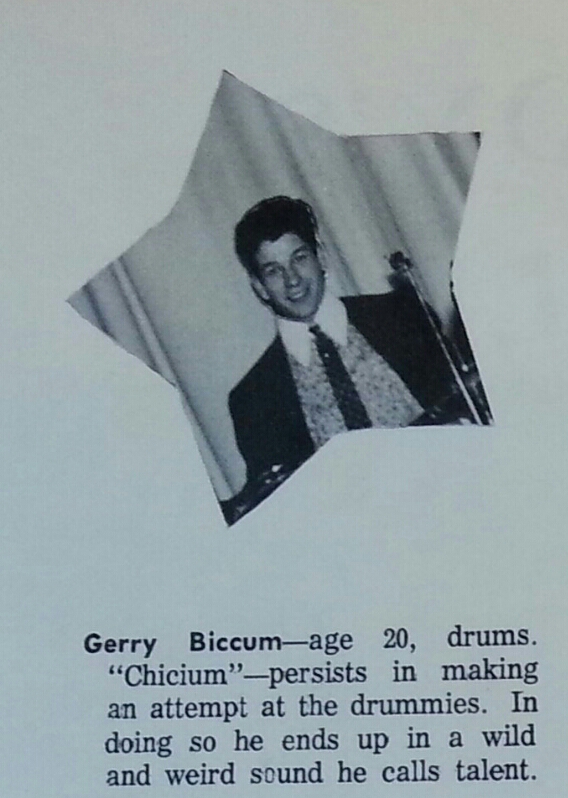 Gerry Biccum—age 20, drums.
"Chicium"—persists in making
an attempt at the drummies. In
doing so he ends up in a wild
and weird sound he calls talent.